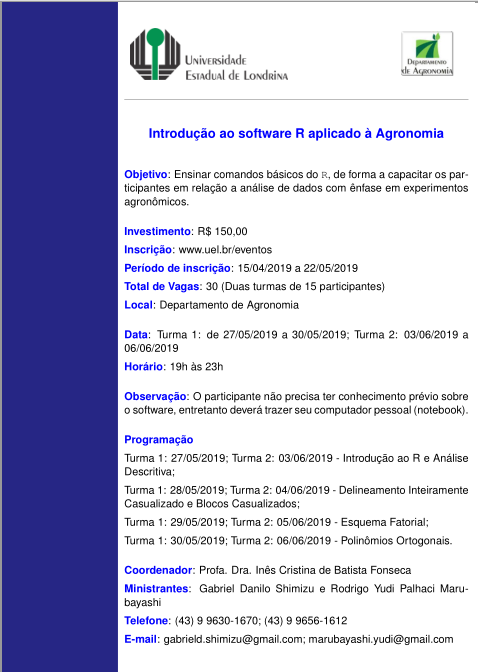 Universidade
Estadual de Londrina
Departamento
de Agronomia
Introdução ao software R aplicado à Agronomia
Objetivo: Ensinar comandos básicos do R, de forma a capacitar os par-
ticipantes em relação a análise de dados com ênfase em experimentos
agronômicos.
Investimento: R$ 150,00
Inscrição: www.uel.br/eventos
Período de inscrição: 15/04/2019 a 22/05/2019
Total de Vagas: 30 (Duas turmas de 15 participantes)
Local: Departamento de Agronomia
Data: Turma 1: de 27/05/2019 a 30/05/2019; Turma 2: 03/06/2019 a
06/06/2019
Horário: 19h às 23h
Observação: O participante não precisa ter conhecimento prévio sobre
o software, entretanto deverá trazer seu computador pessoal (notebook).
Programação
Turma 1: 27/05/2019; Turma 2: 03/06/2019 - Introdução ao R e Análise
Descritiva;
Turma 1: 28/05/2019; Turma 2: 04/06/2019 - Delineamento Inteiramente
Casualizado e Blocos Casualizados;
Turma 1: 29/05/2019; Turma 2: 05/06/2019 - Esquema Fatorial;
Turma 1: 30/05/2019; Turma 2: 06/06/2019 - Polinômios Ortogonais.
Coordenador: Profa. Dra. Inês Cristina de Batista Fonseca
Ministrantes: Gabriel Danilo Shimizu e Rodrigo Yudi Palhaci Maru-
bayashi
Telefone: (43) 9 9630-1670; (43) 9 9656-1612
E-mail: gabrield.shimizu@gmail.com; marubayashi.yudi@gmail.com